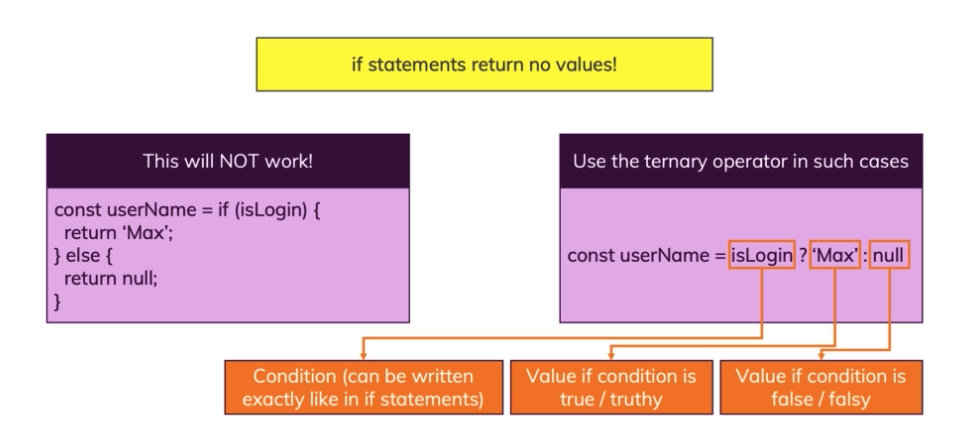 if statements return no values!
This will NOT work!
const userName = if (isLogin) {
return ‘Max’;
} else {
return null;
}
Use the ternary operator in such cases
const userName = isLogin ? ‘Max’ : null
Condition (can be written
exactly like in if statements)
Value if condition is
true / truthy
Value if condition is
false / falsy